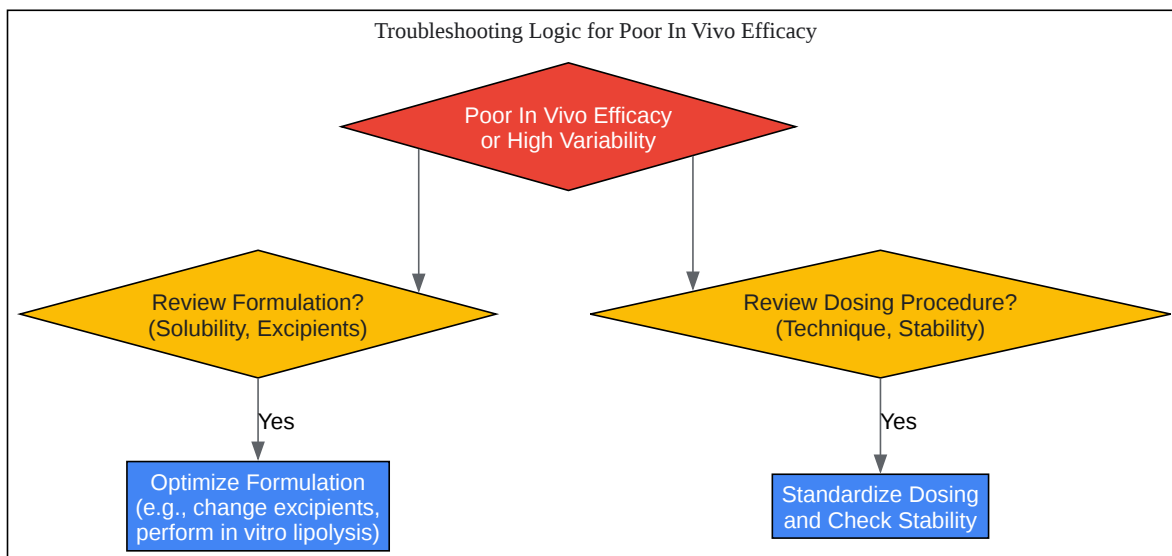 Troubleshooting Logic for Poor In Vivo Efficacy
Poor In Vivo Efficacy
or High Variability
Review Formulation?
(Solubility, Excipients)
Review Dosing Procedure?
(Technique, Stability)
Yes
Yes
Optimize Formulation
(e.g., change excipients,
perform in vitro lipolysis)
Standardize Dosing
and Check Stability